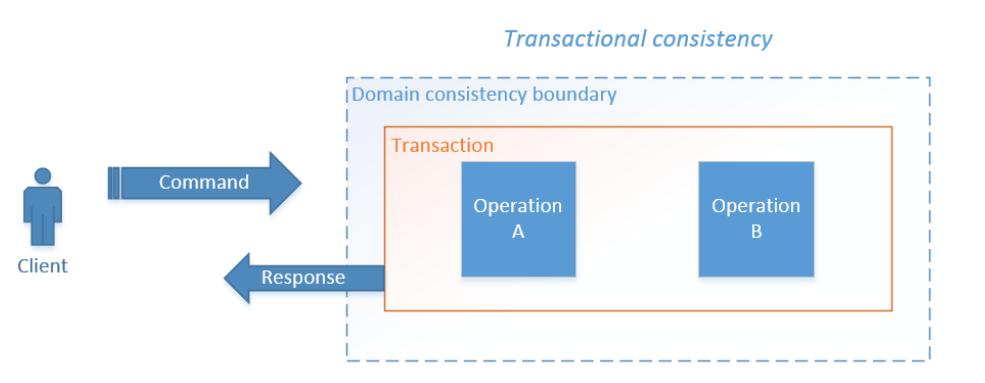 Transactional consistency
Domain consistency boundary
Transaction
Command
Operation
A
Operation
B
Client
Response